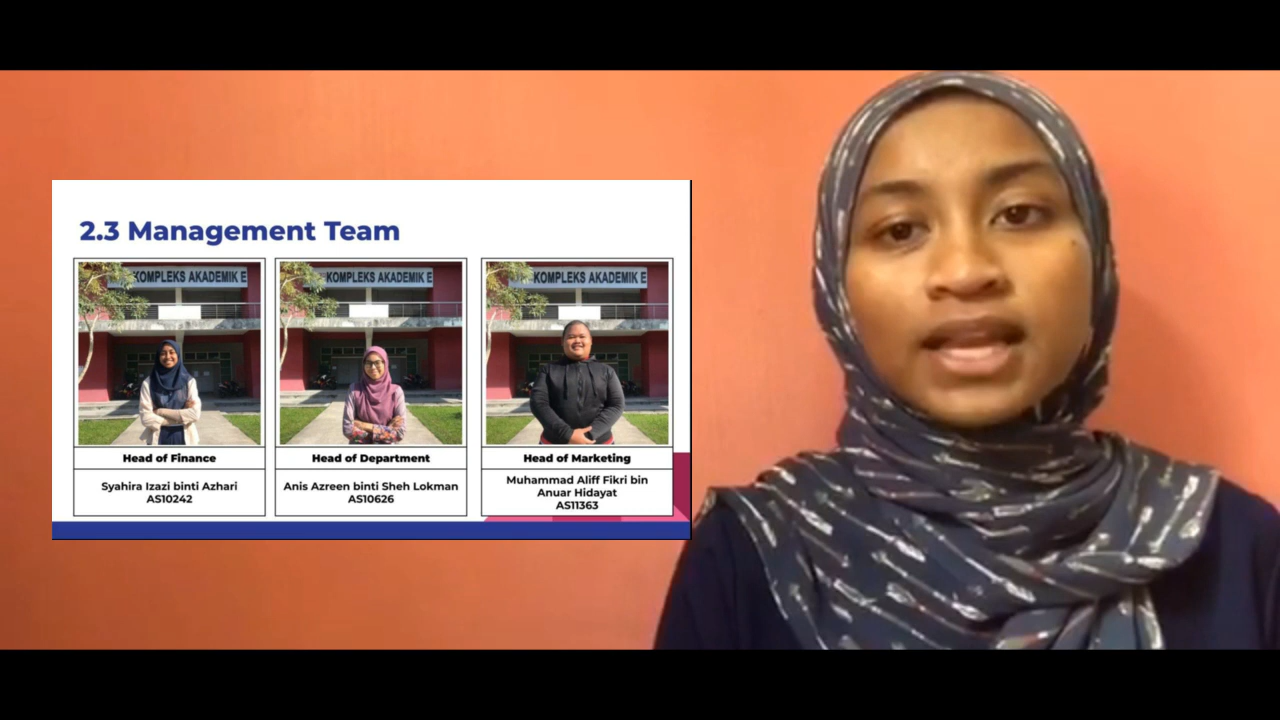 2.3 Management Team
KOMPLEKS AKADEMIK E
KOMPLEKS AKADEMIK E
KOMPLEKS AKADEMIK E
Head of Finance
Head of Department
Head of Marketing
Syahira Izazi binti Azhari
AS10242
Anis Azreen binti Sheh Lokman
AS10626
Muhammad Aliff Fikri bin
Anuar Hidayat
AS11363